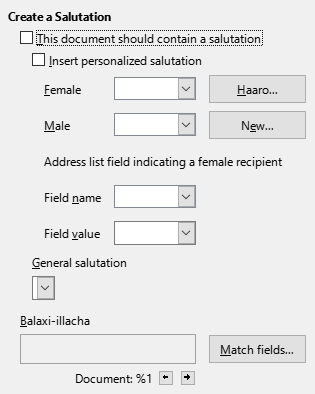 Create a Salutation
This document should contain a salutation
Insert personalized salutation
Female
Haaro...
Male
New...
Address list field indicating a female recipient
Field name
Field value
General salutation
Balaxi-illacha
Match fields...
Document: %1